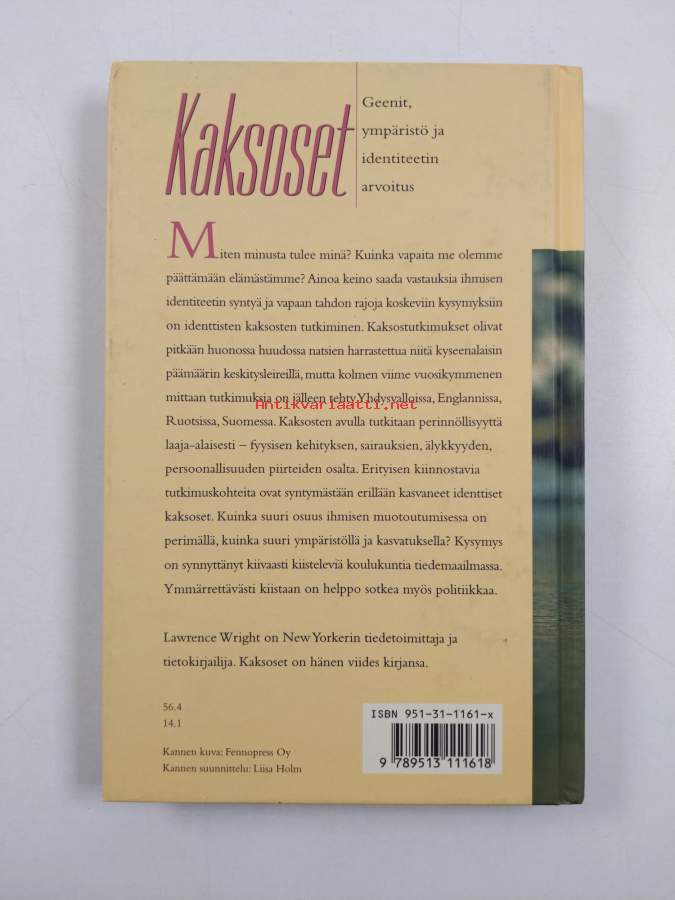 Kaksoset
Geenit,
ympäristö ja
identiteetin
arvoitus
Miten minusta tulee minä? Kuinka vapaita me olemme
päättämään elämästämme? Ainoa keino saada vastauksia ihmisen
identiteetin syntyä ja vapaan tahdon rajoja koskeviin kysymyksiin
on identtisten kaksosten tutkiminen. Kaksostutkimukset olivat
pitkään huonossa huudossa natsien harrastettua niitä kyseenalaisin
päämäärin keskitysleireillä, mutta kolmen viime vuosikymmenen
mittaan tutkimuksia on jälleen tehty Yhdysvalloissa, Englannissa,
Antikvariaatti.net
Ruotsissa, Suomessa. Kaksosten avulla tutkitaan perinnöllisyyttä
laaja-alaisesti – fyysisen kehityksen, sairauksien, älykkyyden,
persoonallisuuden piirteiden osalta. Erityisen kiinnostavia
tutkimuskohteita ovat syntymästään erillään kasvaneet identtiset
kaksoset. Kuinka suuri osuus ihmisen muotoutumisessa on
perimällä, kuinka suuri ympäristöllä ja kasvatuksella? Kysymys
on synnyttänyt kiivaasti kiisteleviä koulukuntia tiedemaailmassa.
Ymmärrettävästi kiistaan on helppo sotkea myös politiikkaa.
Lawrence Wright on New Yorkerin tiedetoimittaja ja
tietokirjailija. Kaksoset on hänen viides kirjansa.
56.4
14.1
Kannen kuva: Fennopress Oy
Kannen suunnittelu: Liisa Holm
ISBN 951-31-1161-x
9 789513 111618